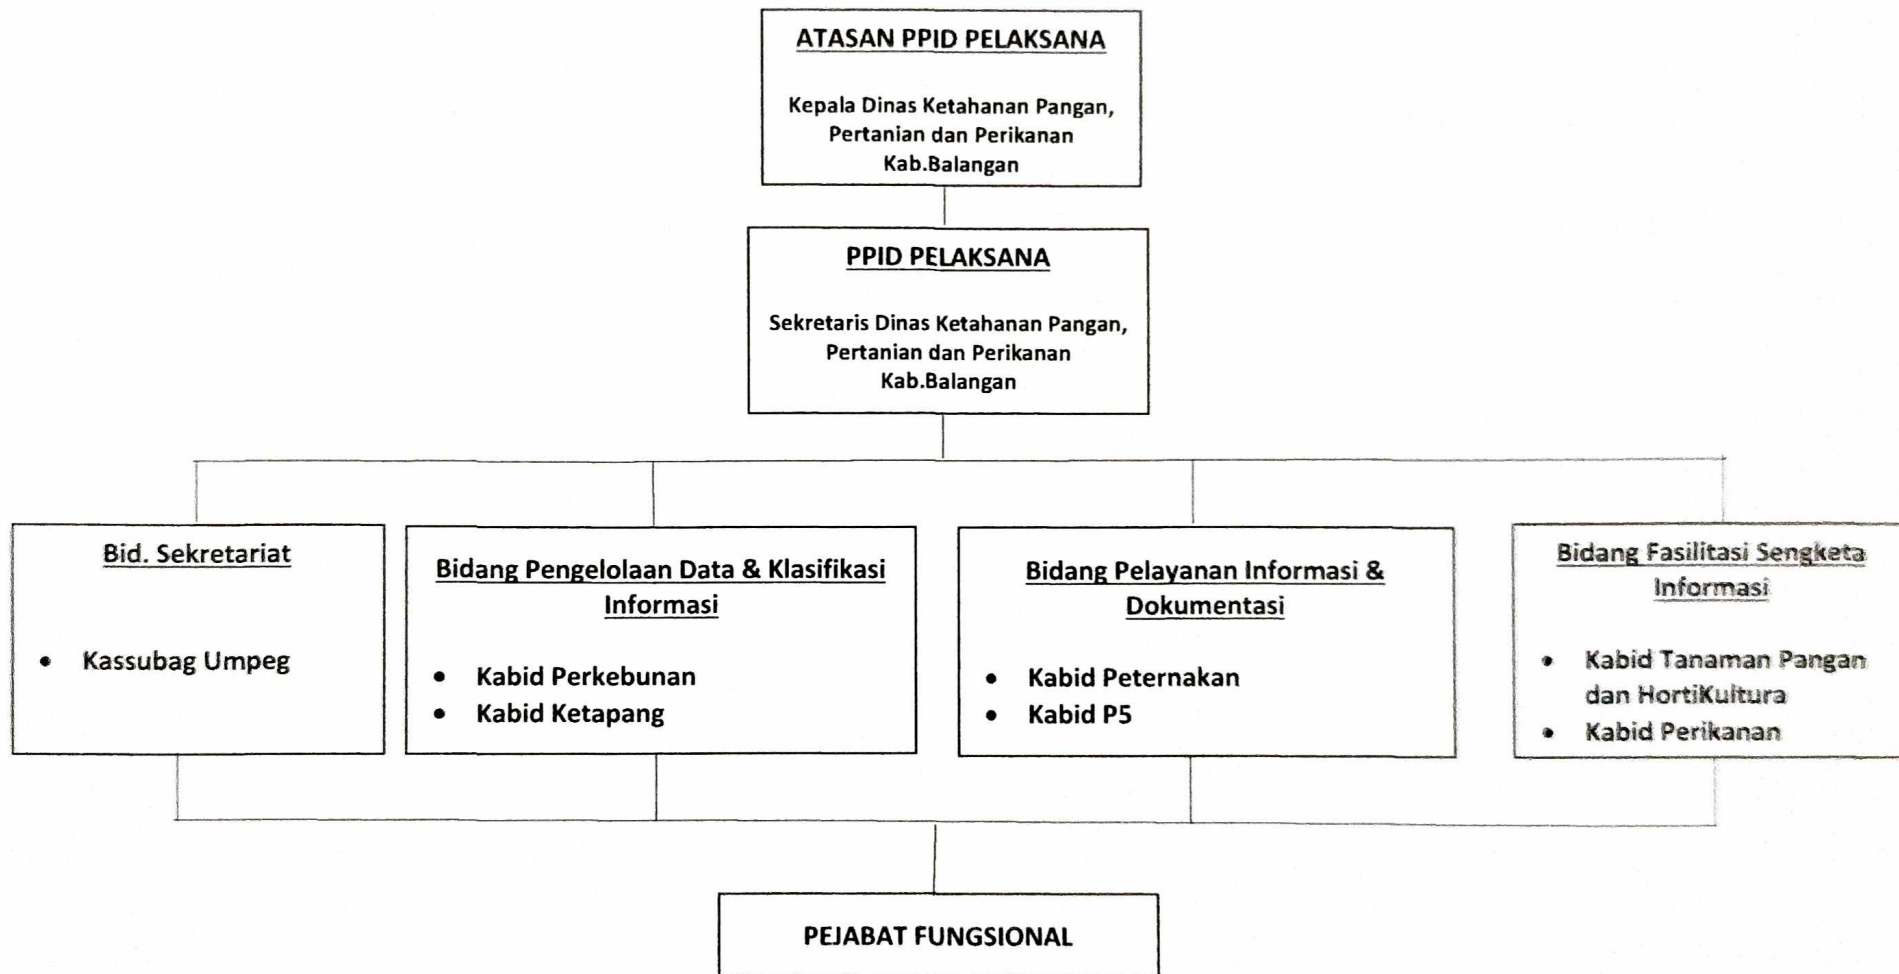 ATASAN PPID PELAKSANA
Kepala Dinas Ketahanan Pangan,
Pertanian dan Perikanan
Kab.Balangan
PPID PELAKSANA
Sekretaris Dinas Ketahanan Pangan,
Pertanian dan Perikanan
Kab.Balangan
Bid. Sekretariat
• Kassubag Umpeg
Bidang Pengelolaan Data & Klasifikasi
Informasi
• Kabid Perkebunan
• Kabid Ketapang
Bidang Pelayanan Informasi &
Dokumentasi
• Kabid Peternakan
• Kabid P5
Bidang Fasilitasi Sengketa
Informasi
• Kabid Tanaman Pangan
dan HortiKultura
• Kabid Perikanan
PEJABAT FUNGSIONAL